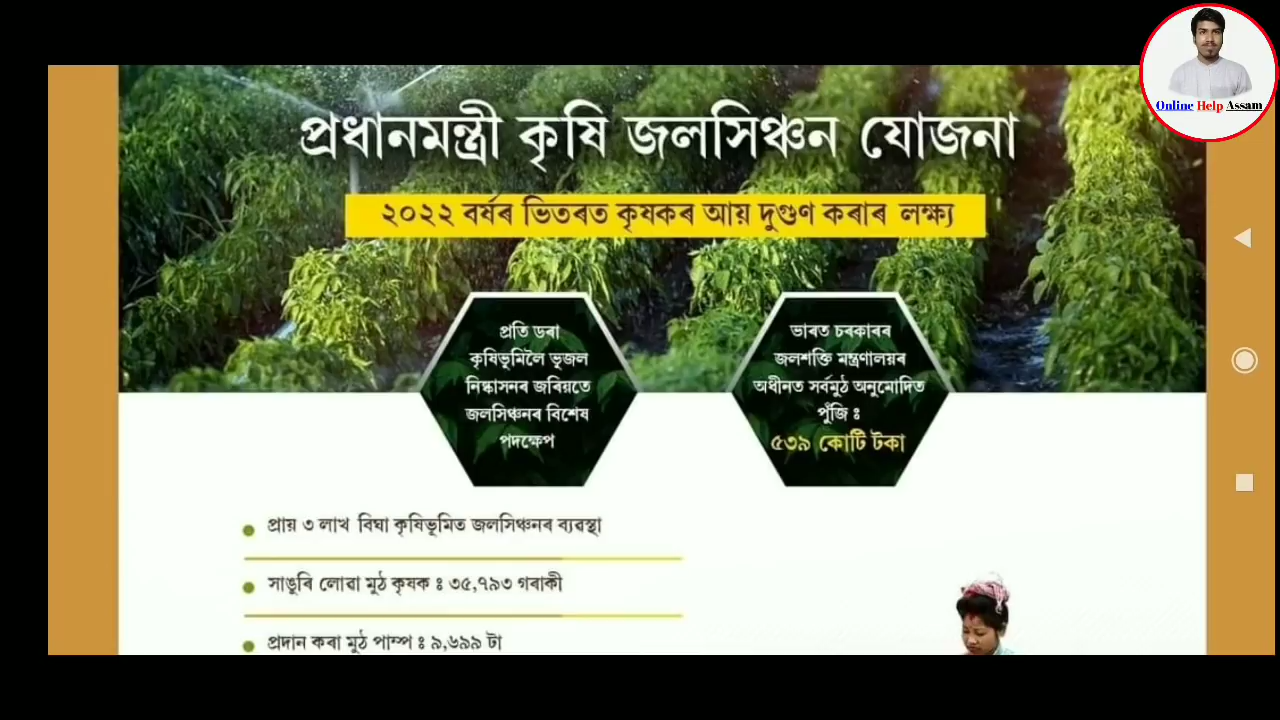 Online Help Assam
প্ৰধানমন্ত্ৰী কৃষি জলসিঞ্চন যোজনা
২০২২ বৰ্ষৰ ভিতৰত কৃষকৰ আয় দুগুণ কৰাৰ লক্ষ্য
প্ৰতি ডৰা
কৃষিভূমিলৈ ভূজল
নিষ্কাসনৰ জৰিয়তে
জলসিঞ্চনৰ বিশেষ
পদক্ষেপ
ভাৰত চৰকাৰৰ
জলশক্তি মন্ত্ৰণালয়ৰ
অধীনত সৰ্বমুঠ অনুমোদিত
পুঁজি ঃ
৫৩৯ কোটি টকা
প্ৰায় ৩ লাখ বিঘা কৃষিভূমিত জলসিঞ্চনৰ ব্যৱস্থা
সাঙুৰি লোৱা মুঠ কৃষক ঃ ৩৫,৭৯৩ গৰাকী
প্ৰদান কৰা মুঠ পাম্প ঃ ৯,৬৯৯ টা